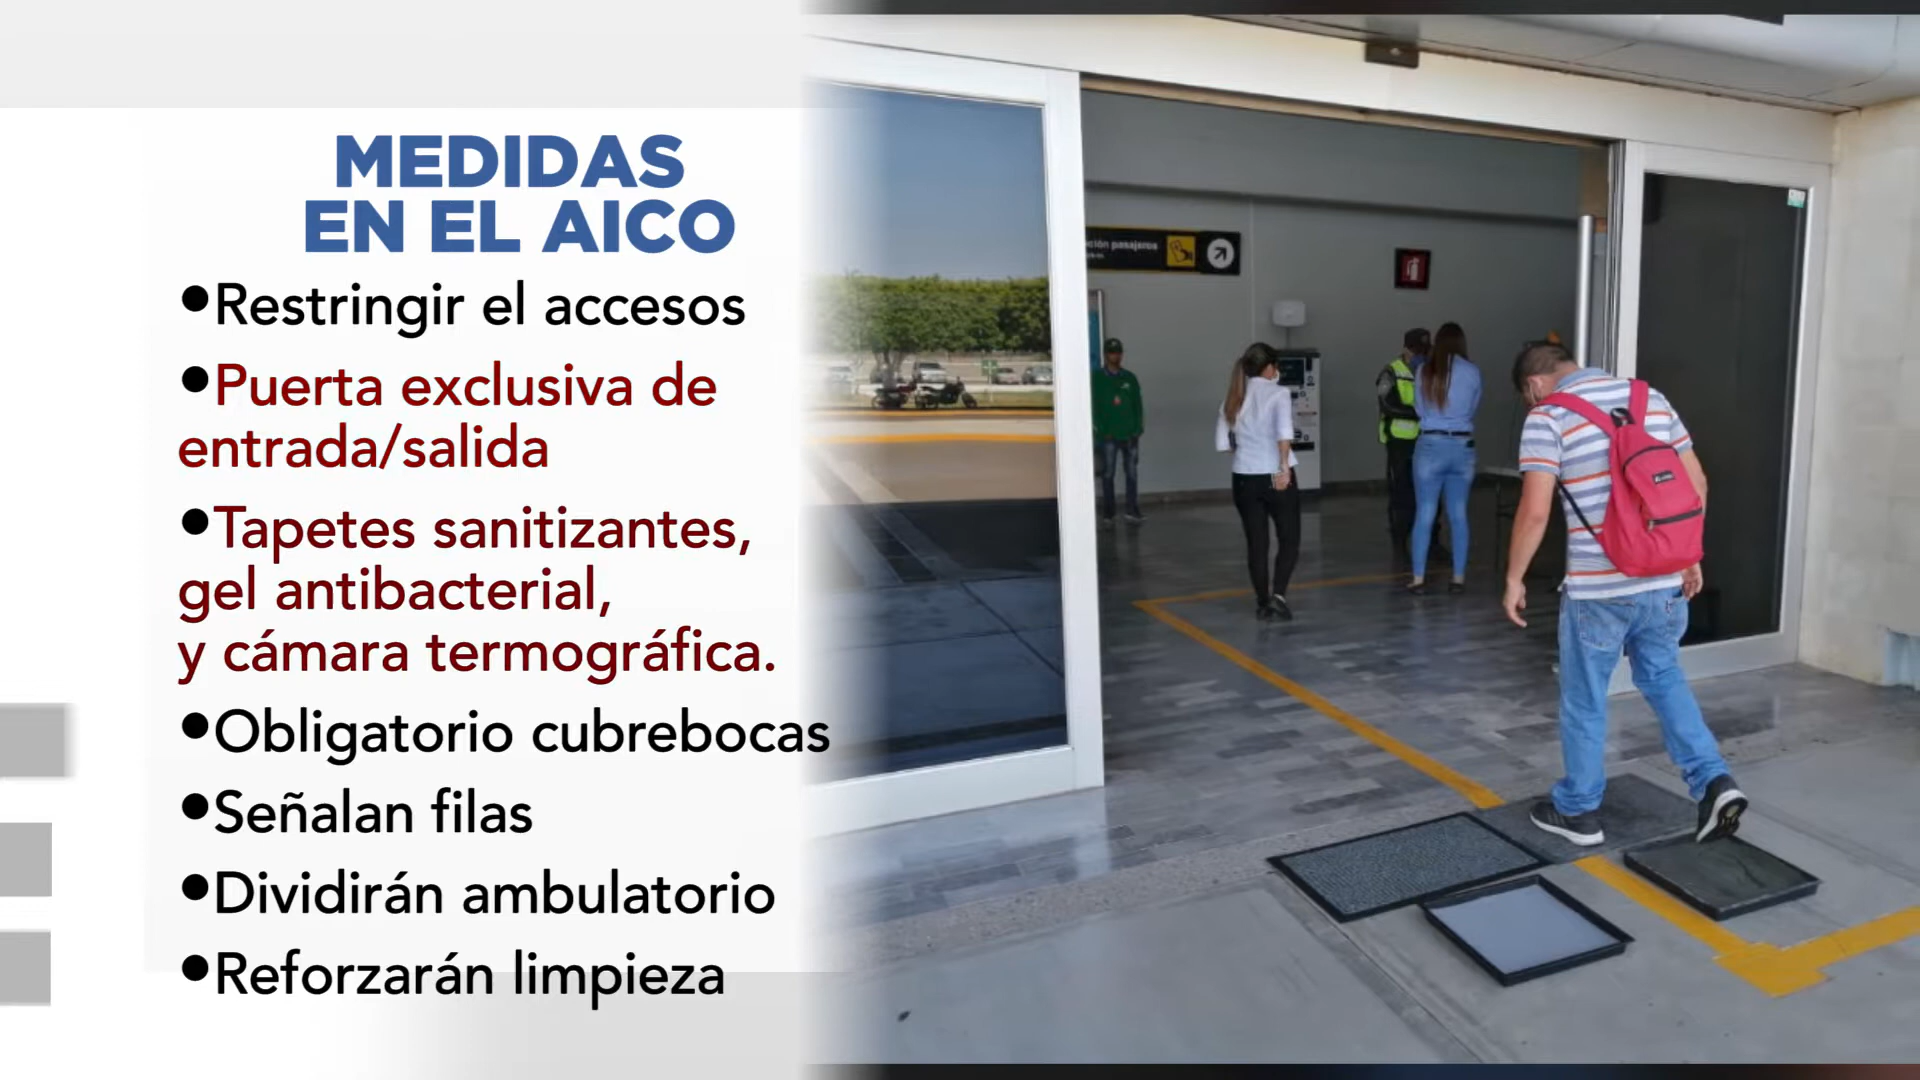 MEDIDAS
EN EL AICO
•Restringir el accesos
•Puerta exclusiva de
entrada/salida
•Tapetes sanitizantes,
gel antibacterial,
y cámara termográfica.
•Obligatorio cubrebocas
•Señalan filas
•Dividirán ambulatorio
•Reforzarán limpieza
pasajeros